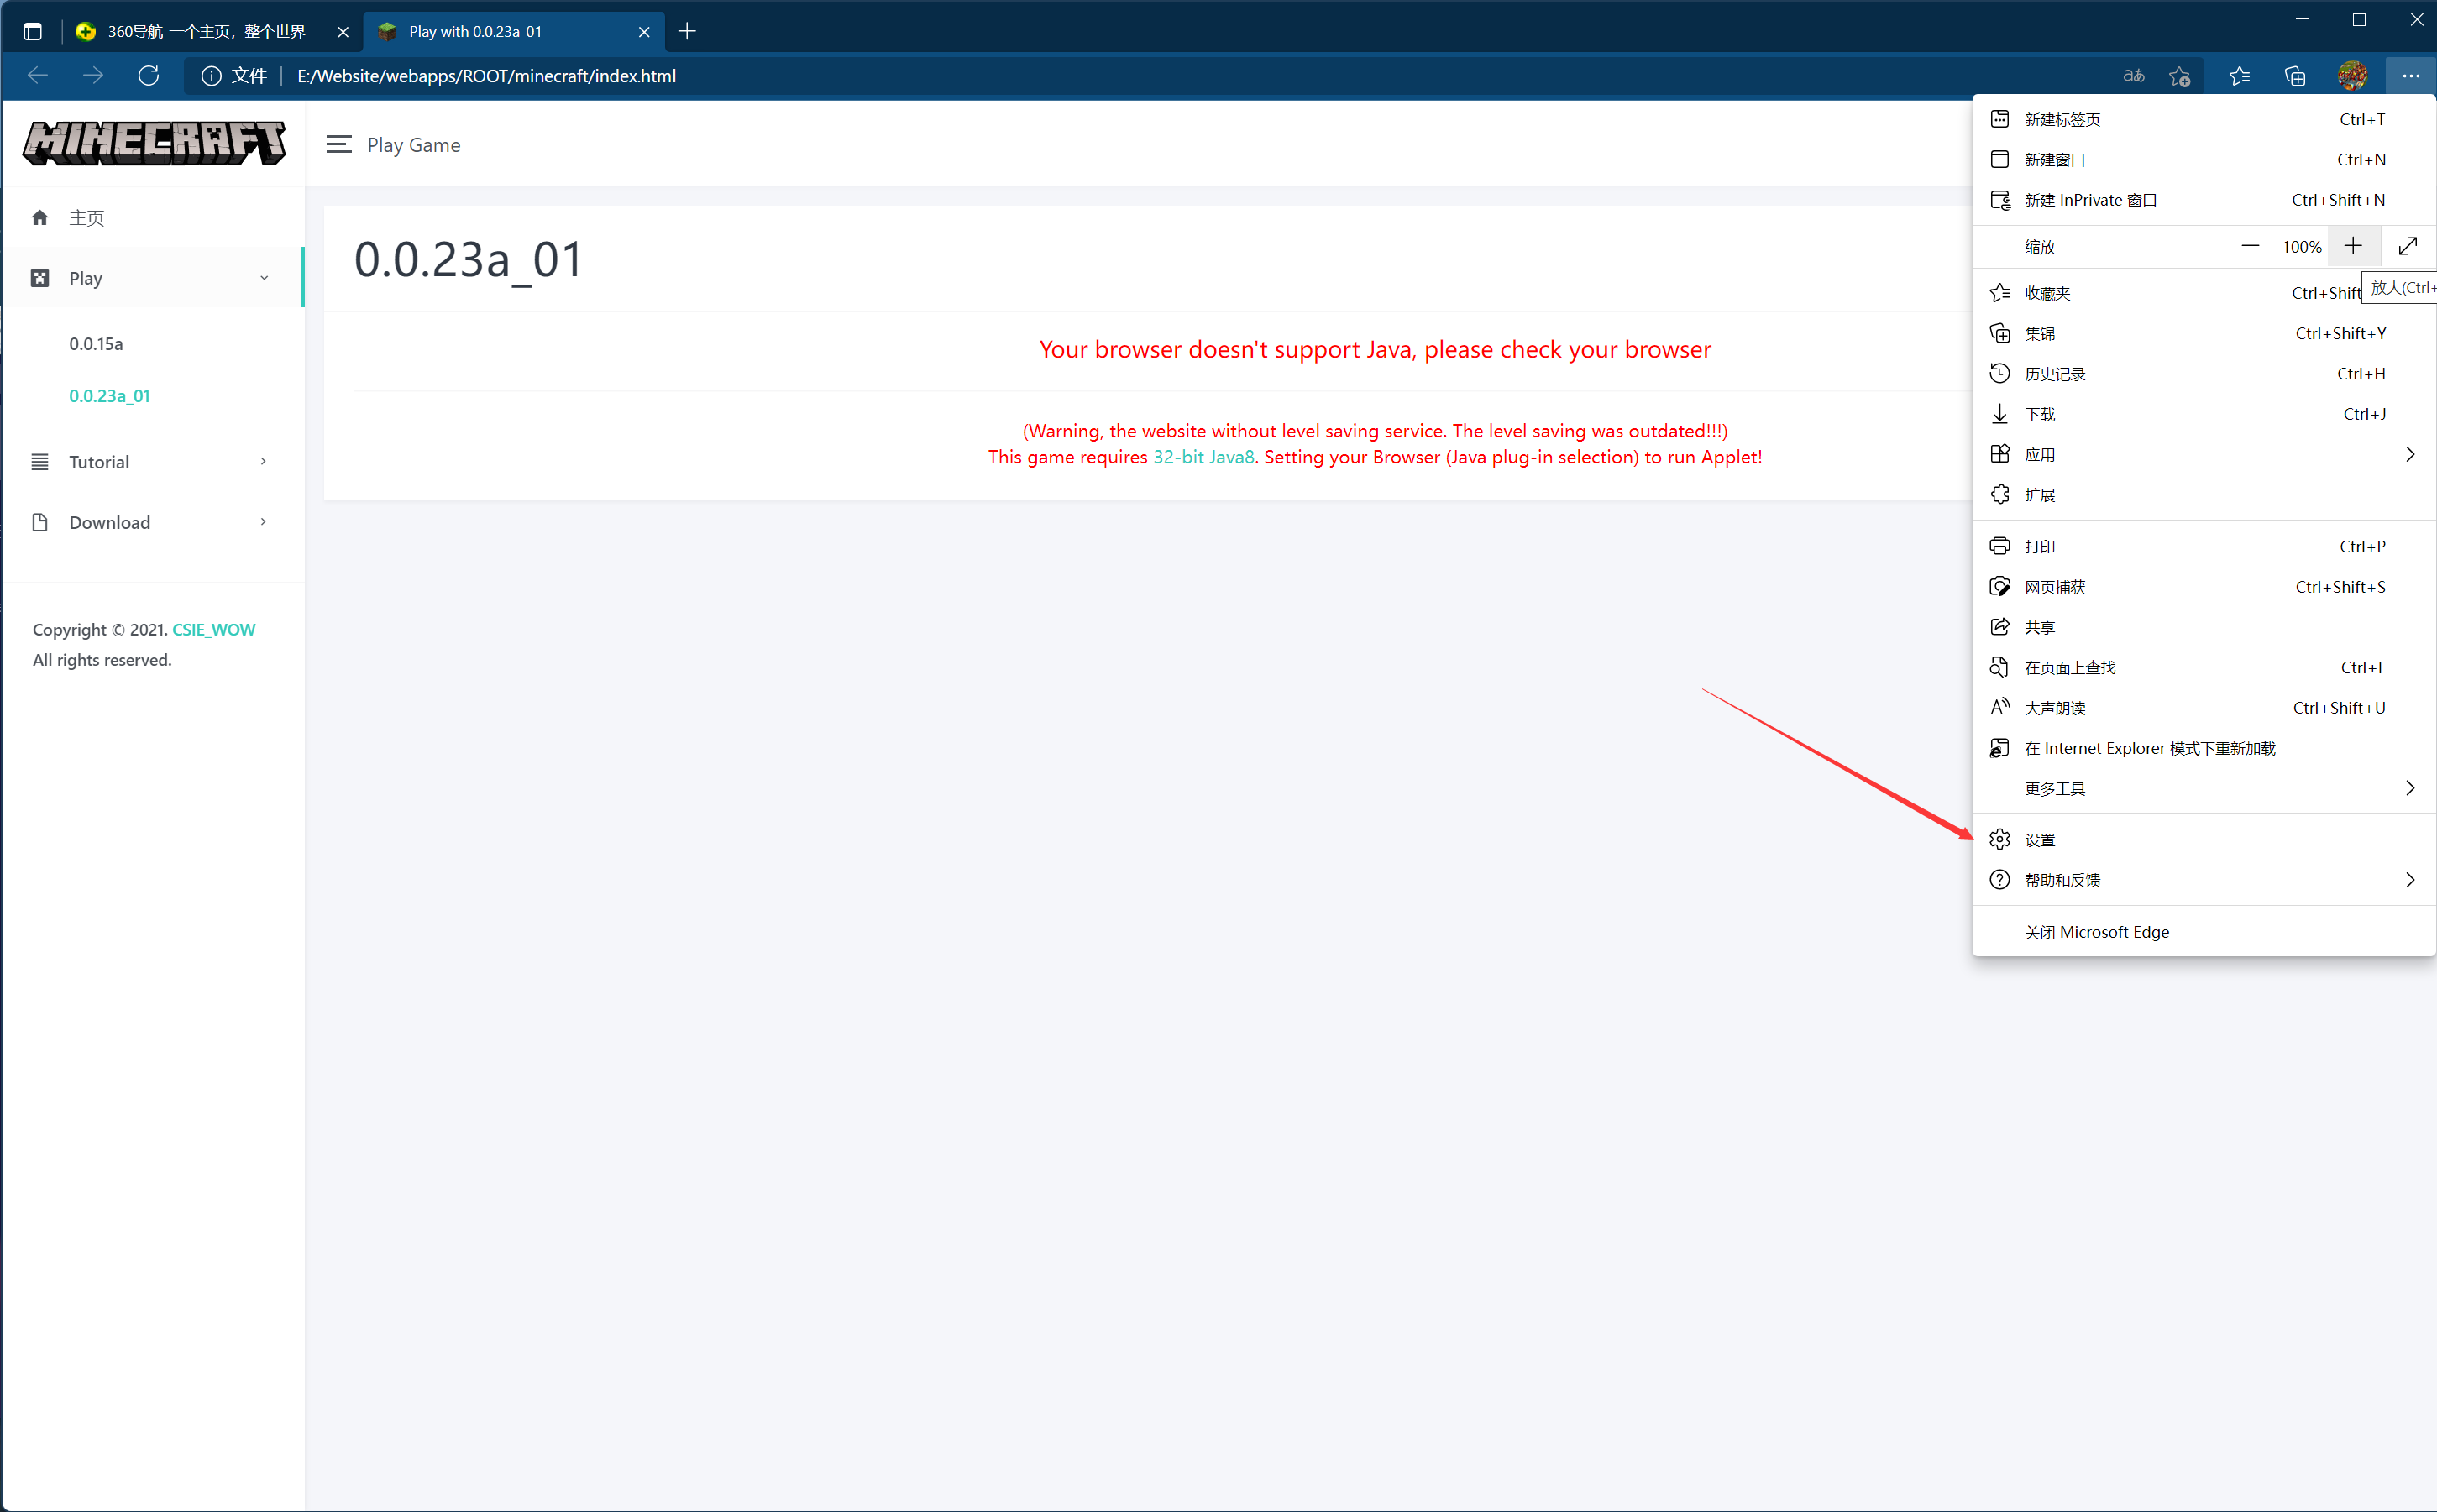 360导航_一个主页，整个世界
Play with 0.0.23a_01
文件
E:/Website/webapps/ROOT/minecraft/index.html
aあ
MINECRAFT
Play Game
主页
Play
0.0.15a
0.0.23a_01
Tutorial
Download
Copyright © 2021. CSIE_WOW
All rights reserved.
0.0.23a_01
Your browser doesn't support Java, please check your browser
(Warning, the website without level saving service. The level saving was outdated!!!)
This game requires 32-bit Java8. Setting your Browser (Java plug-in selection) to run Applet!
新建标签页 Ctrl+T
新建窗口 Ctrl+N
新建 InPrivate 窗口 Ctrl+Shift+N
缩放 100%
放大(Ctrl+
收藏夹 Ctrl+Shift
集锦 Ctrl+Shift+Y
历史记录 Ctrl+H
下载 Ctrl+J
应用
扩展
打印 Ctrl+P
网页捕获 Ctrl+Shift+S
共享
在页面上查找 Ctrl+F
大声朗读 Ctrl+Shift+U
在 Internet Explorer 模式下重新加载
更多工具
设置
帮助和反馈
关闭 Microsoft Edge